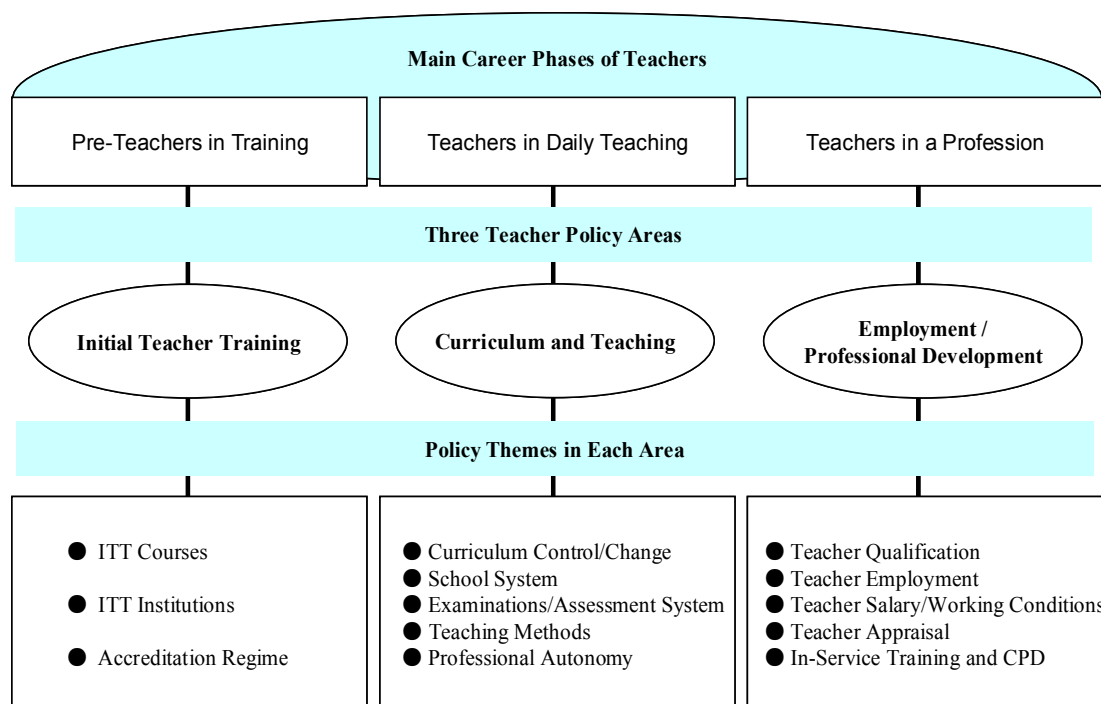 Main Career Phases of Teachers
Pre-Teachers in Training
Teachers in Daily Teaching
Teachers in a Profession
Three Teacher Policy Areas
Initial Teacher Training
Curriculum and Teaching
Employment /
Professional Development
Policy Themes in Each Area
● ITT Courses
● ITT Institutions
● Accreditation Regime
● Curriculum Control/Change
● School System
● Examinations/Assessment System
● Teaching Methods
● Professional Autonomy
● Teacher Qualification
● Teacher Employment
● Teacher Salary/Working Conditions
● Teacher Appraisal
● In-Service Training and CPD